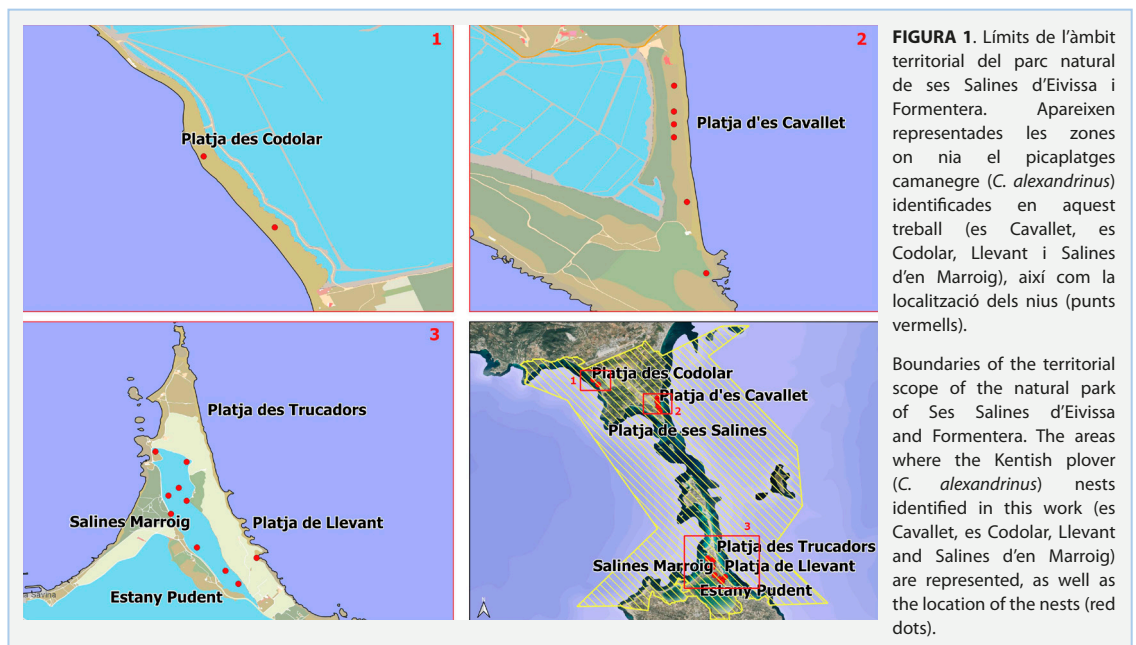 1
Platja des Codolar
2
Platja d'es Cavallet
3
Platja des Trucadors
Salines Marroig
Platja de Llevant
Estany Pudent
Platja des Codolar
1
Platja d'es Cavallet
2
Platja de ses Salines
3
Platja des Trucadors
Salines Marroig
Platja de Llevant
Estany Pudent
N
FIGURA 1. Límits de l'àmbit
territorial del parc natural
de ses Salines d'Eivissa i
Formentera. Apareixen
representades les zones
on nia el picaplatges
camanegre (C. alexandrinus)
identificades en aquest
treball (es Cavallet, es
Codolar, Llevant i Salines
d'en Marroig), així com la
localització dels nius (punts
vermells).
Boundaries of the territorial
scope of the natural park
of Ses Salines d'Eivissa
and Formentera. The areas
where the Kentish plover
(C. alexandrinus) nests
identified in this work (es
Cavallet, es Codolar, Llevant
and Salines d'en Marroig)
are represented, as well as
the location of the nests (red
dots).